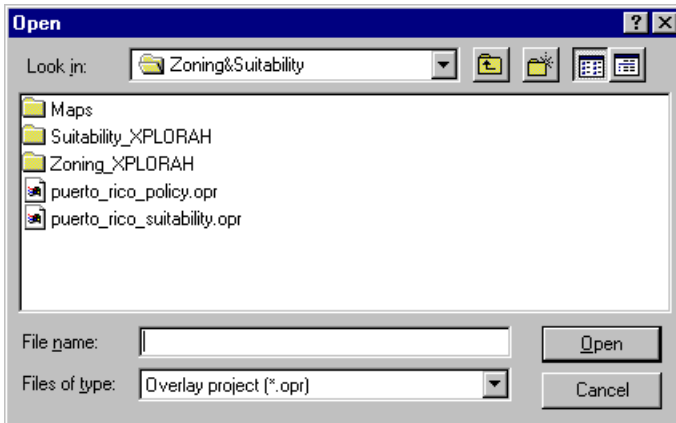 Open
Look in: Zoning&Suitability
Maps
Suitability_XPLORAH
Zoning_XPLORAH
puerto_rico_policy.opr
puerto_rico_suitability.opr
File name: Open
Files of type: Overlay project (*.opr) Cancel